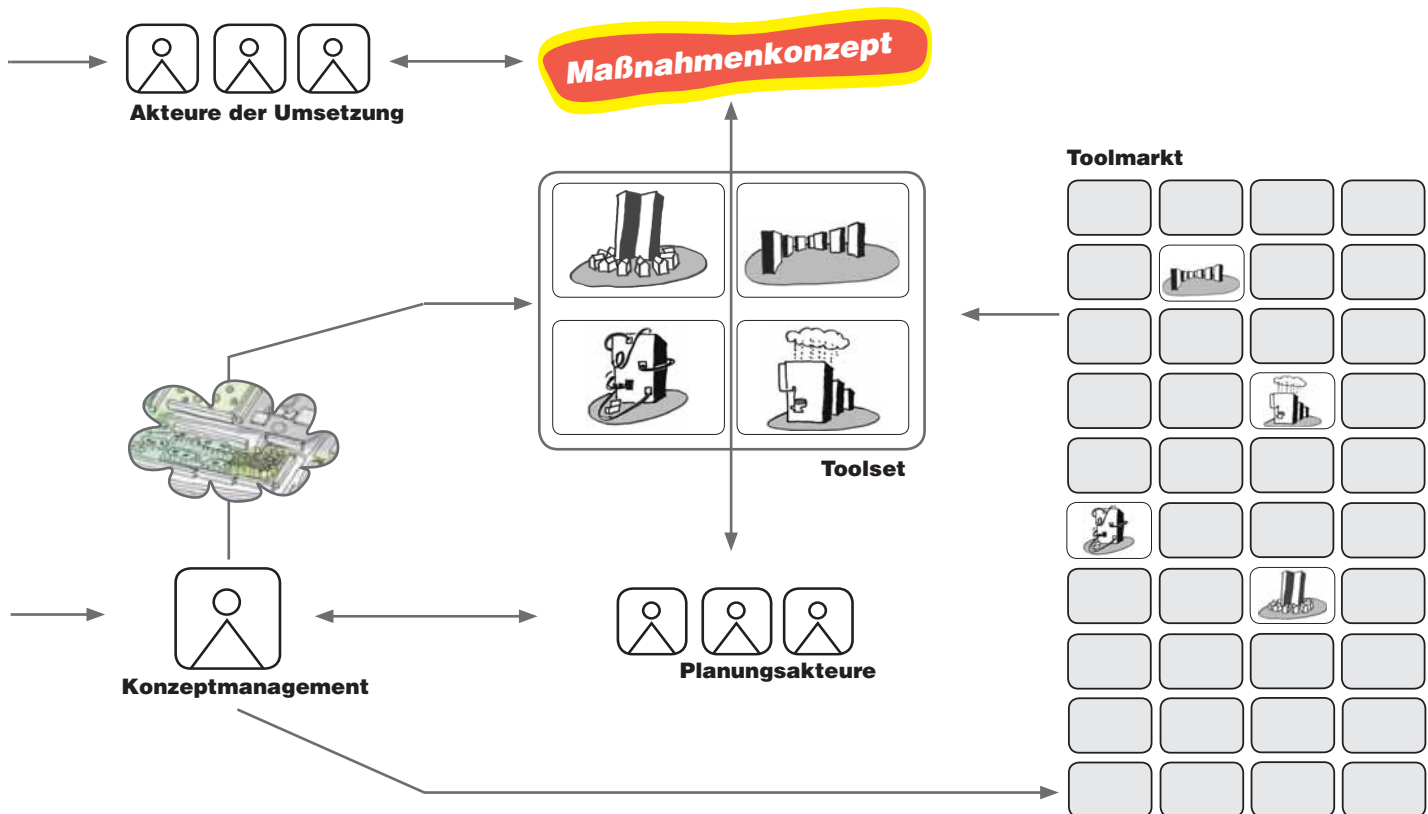 Maßnahmenkonzept
Akteure der Umsetzung
Toolmarkt
Toolset
Konzeptmanagement
Planungsakteure